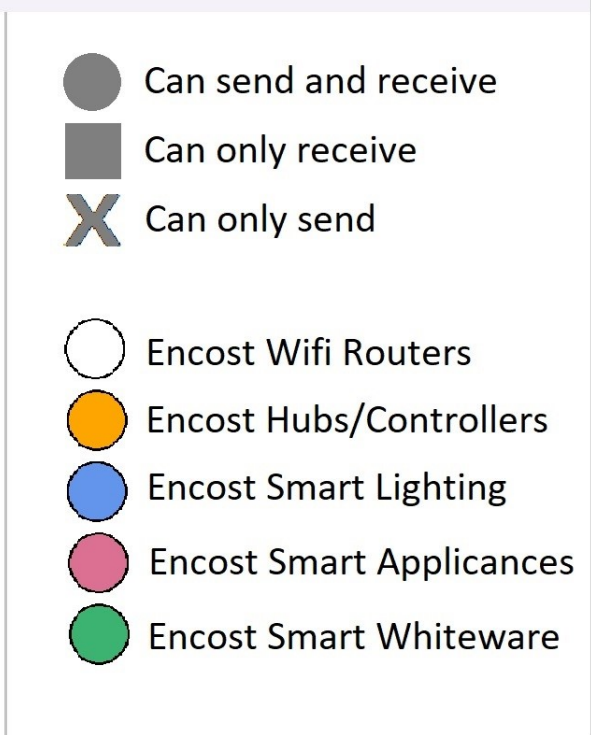 Can send and receive
Can only receive
Can only send
Encost Wifi Routers
Encost Hubs/Controllers
Encost Smart Lighting
Encost Smart Applicances
Encost Smart Whiteware